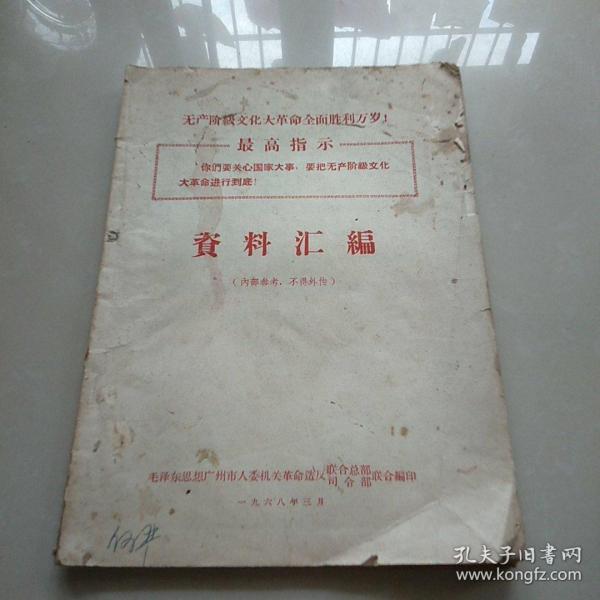 无产阶級文化大革命全面胜利万岁!
最高指示
你們要关心国家大事,要把无产阶級文化
大革命进行到底!
資料汇編
(內部参考,不得外传)
毛泽东思想广州市人委机关革命造反联合总部司令部联合編印
一九六八年三月
孔夫子旧書网
www.kongfz.com